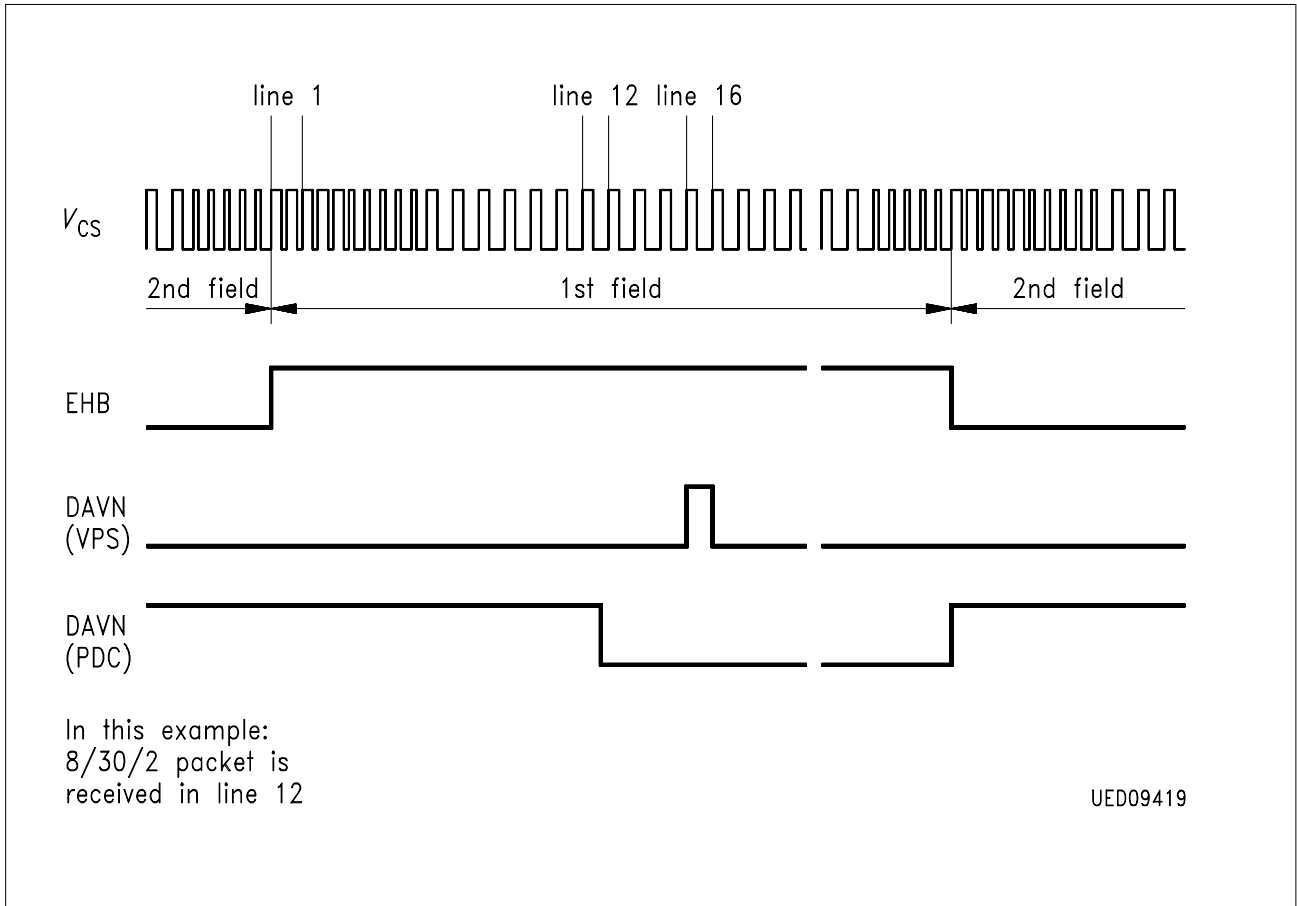 line 1
line 12 line 16
VCS
2nd field
1st field
2nd field
EHB
DAVN
(VPS)
DAVN
(PDC)
In this example:
8/30/2 packet is
received in line 12
UED09419